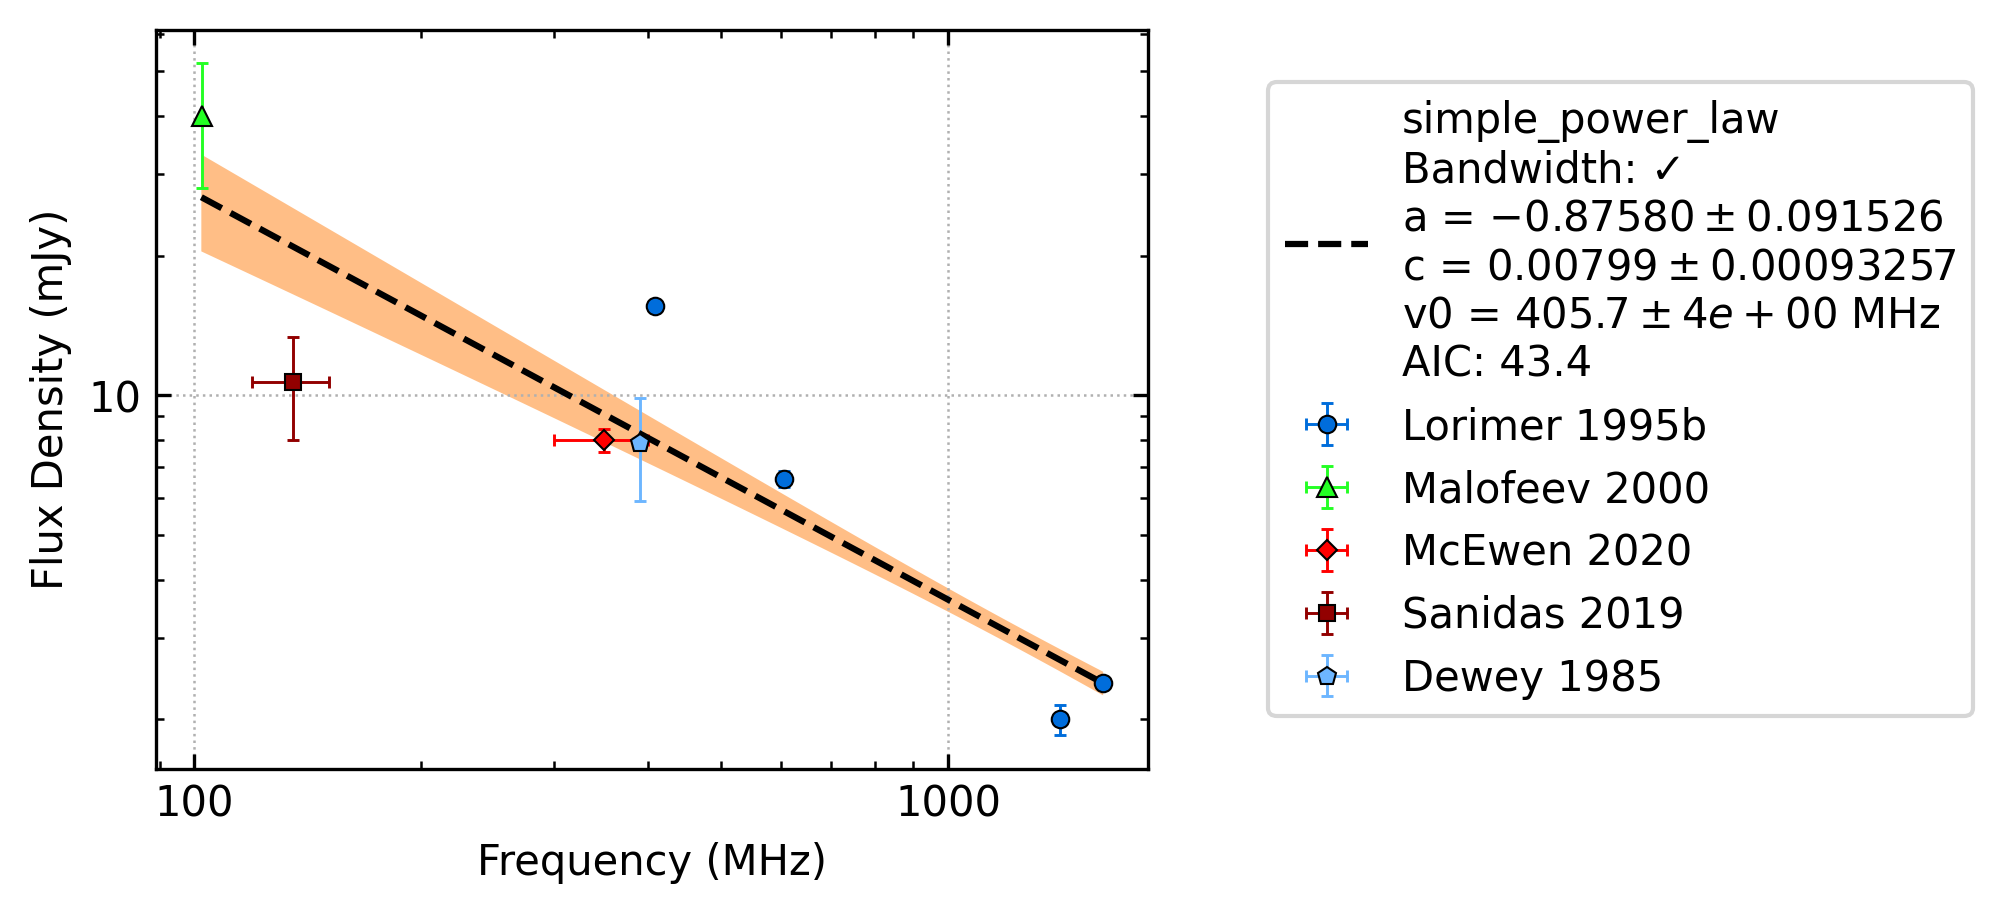 10
100
1000
Frequency (MHz)
Flux Density (mJy)
simple_power_law
Bandwidth: ✓
a = −0.87580 ± 0.091526
c = 0.00799 ± 0.00093257
v0 = 405.7 ± 4e + 00 MHz
AIC: 43.4
Lorimer 1995b
Malofeev 2000
McEwen 2020
Sanidas 2019
Dewey 1985